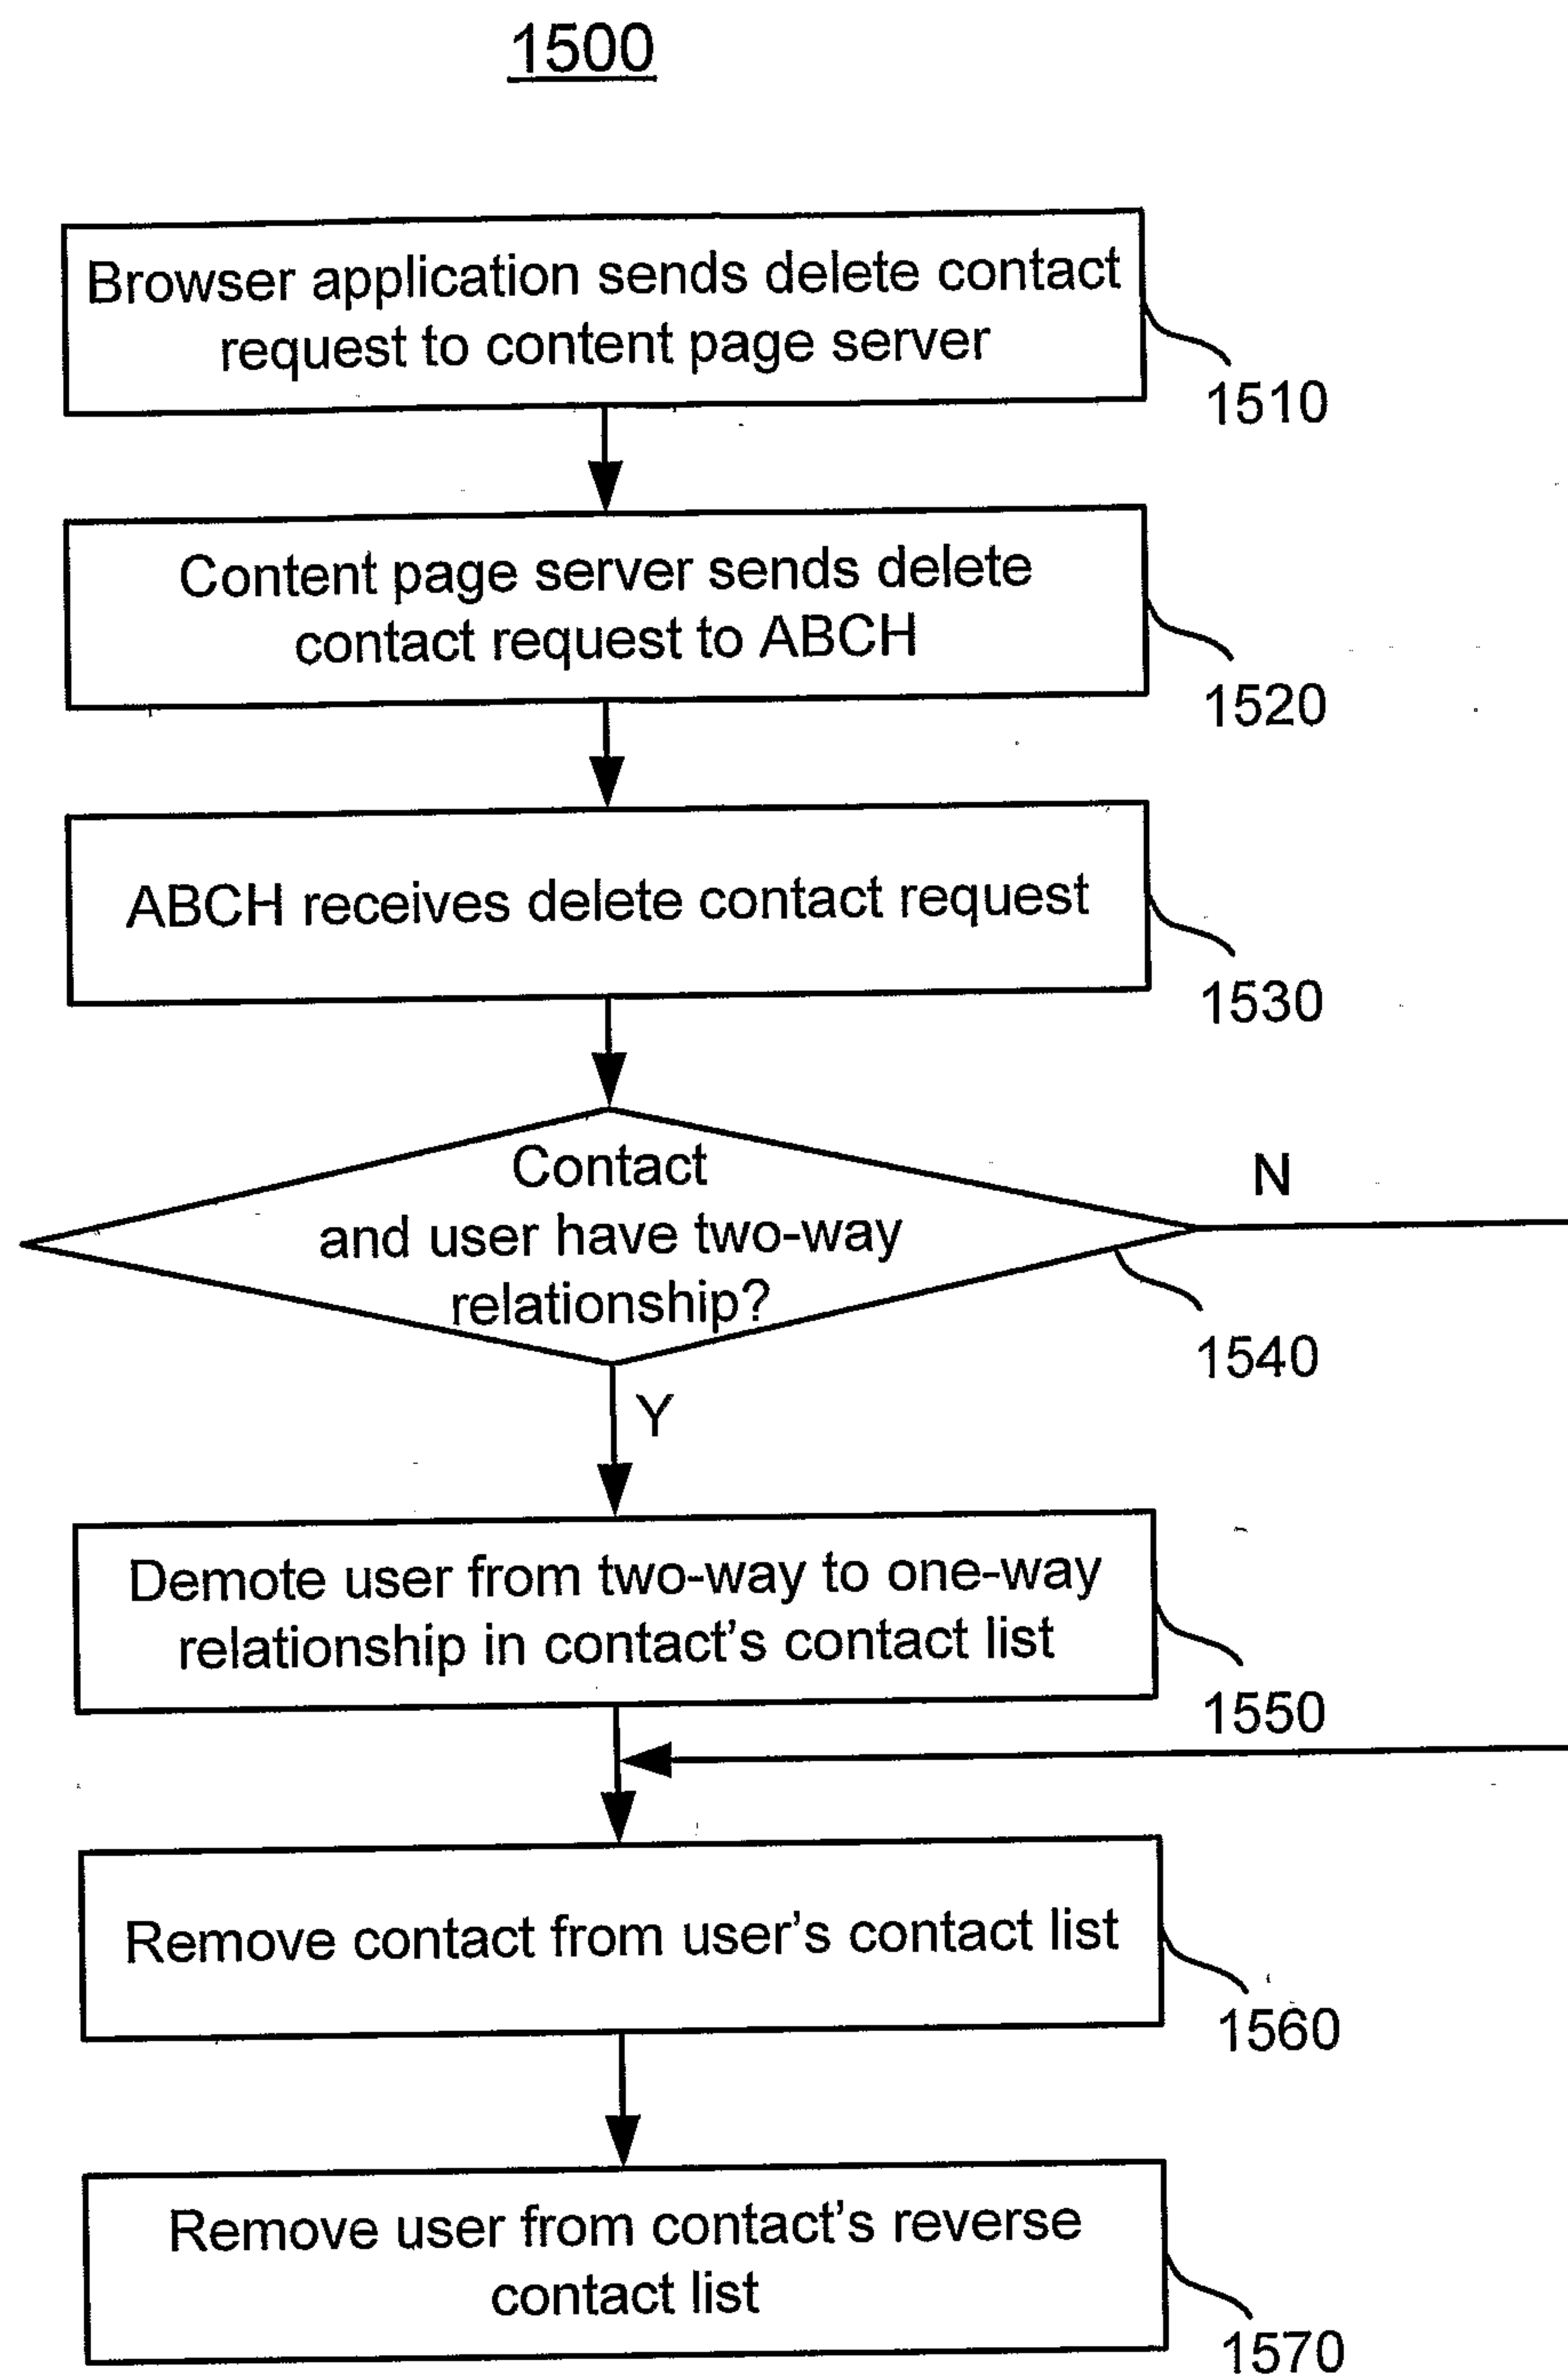 1500
Browser application sends delete contact
request to content page server
1510
Content page server sends delete
contact request to ABCH
1520
ABCH receives delete contact request
1530
Contact
and user have two-way
relationship?
N
1540
Y
Demote user from two-way to one-way
relationship in contact's contact list
1550
Remove contact from user's contact list
1560
Remove user from contact's reverse
contact list
1570